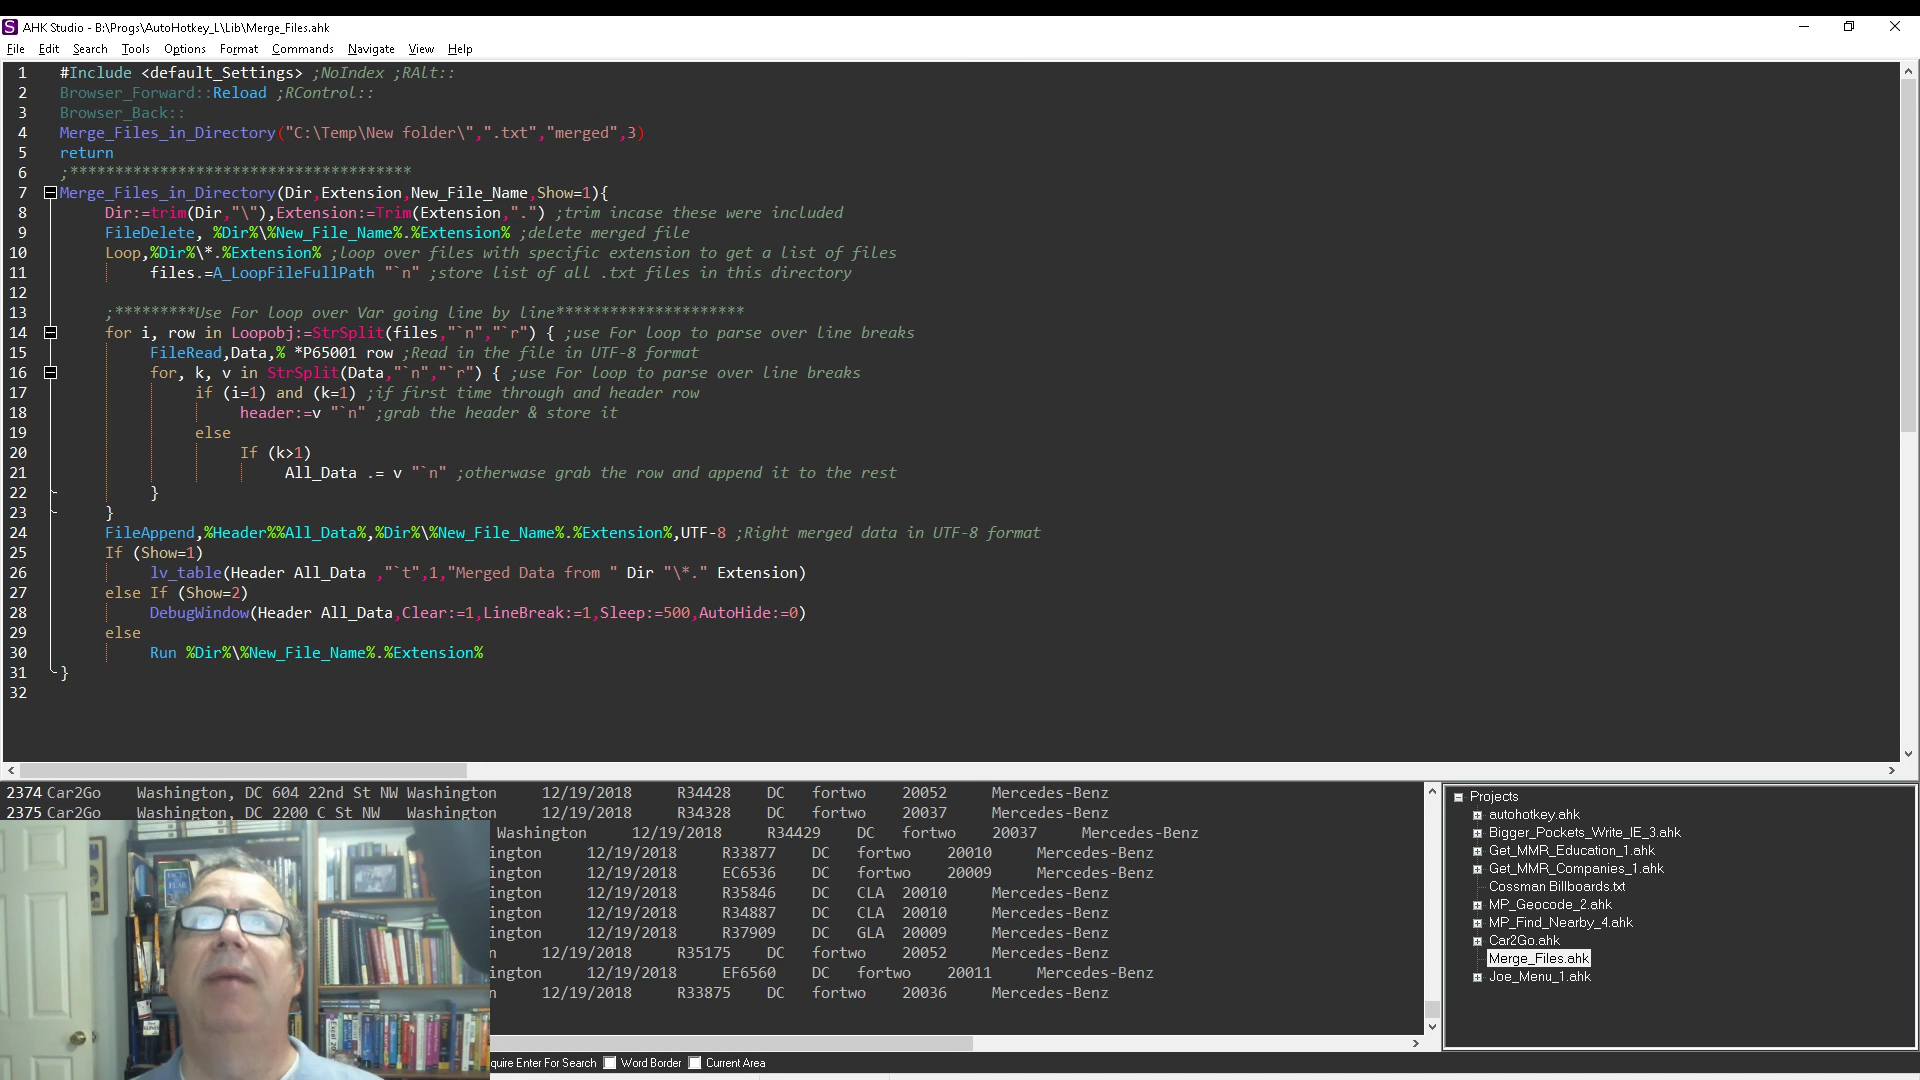 AHK Studio - B:\Progs\AutoHotkey_L\Lib\Merge_Files.ahk
File Edit Search Tools Options Format Commands Navigate View Help
1 #Include <default_Settings> ;NoIndex ;RAlt::
2 Browser_Forward::Reload ;RControl::
3 Browser_Back::
4 Merge_Files_in_Directory("C:\Temp\New folder\",".txt","merged",3)
5 return
6 ;**************************************
7 Merge_Files_in_Directory(Dir,Extension,New_File_Name,Show=1){
8 Dir:=trim(Dir,"\"),Extension:=Trim(Extension,".") ;trim incase these were included
9 FileDelete, %Dir%\%New_File_Name%.%Extension% ;delete merged file
10 Loop,%Dir%\*.%Extension% ;loop over files with specific extension to get a list of files
11 files.=A_LoopFileFullPath "`n" ;store list of all .txt files in this directory
12
13 ;*********Use For loop over Var going line by line*********************
14 for i, row in Loopobj:=StrSplit(files,"`n","`r") { ;use For loop to parse over line breaks
15 FileRead,Data,% *P65001 row ;Read in the file in UTF-8 format
16 for, k, v in StrSplit(Data,"`n","`r") { ;use For loop to parse over line breaks
17 if (i=1) and (k=1) ;if first time through and header row
18 header:=v "`n" ;grab the header & store it
19 else
20 If (k>1)
21 All_Data .= v "`n" ;otherwase grab the row and append it to the rest
22 }
23 }
24 FileAppend,%Header%%All_Data%,%Dir%\%New_File_Name%.%Extension%,UTF-8 ;Right merged data in UTF-8 format
25 If (Show=1)
26 lv_table(Header All_Data ,"`t",1,"Merged Data from " Dir "\*." Extension)
27 else If (Show=2)
28 DebugWindow(Header All_Data,Clear:=1,LineBreak:=1,Sleep:=500,AutoHide:=0)
29 else
30 Run %Dir%\%New_File_Name%.%Extension%
31 }
32
2374 Car2Go Washington, DC 604 22nd St NW Washington 12/19/2018 R34428 DC fortwo 20052 Mercedes-Benz
2375 Car2Go Washington, DC 2200 C St NW Washington 12/19/2018 R34328 DC fortwo 20037 Mercedes-Benz
Washington 12/19/2018 R34429 DC fortwo 20037 Mercedes-Benz
ington 12/19/2018 R33877 DC fortwo 20010 Mercedes-Benz
ington 12/19/2018 EC6536 DC fortwo 20009 Mercedes-Benz
ington 12/19/2018 R35846 DC CLA 20010 Mercedes-Benz
ington 12/19/2018 R34887 DC CLA 20010 Mercedes-Benz
ington 12/19/2018 R37909 DC GLA 20009 Mercedes-Benz
n 12/19/2018 R35175 DC fortwo 20052 Mercedes-Benz
ington 12/19/2018 EF6560 DC fortwo 20011 Mercedes-Benz
n 12/19/2018 R33875 DC fortwo 20036 Mercedes-Benz
quire Enter For Search Word Border Current Area
Projects
autohotkey.ahk
Bigger_Pockets_Write_IE_3.ahk
Get_MMR_Education_1.ahk
Get_MMR_Companies_1.ahk
Cossman Billboards.txt
MP_Geocode_2.ahk
MP_Find_Nearby_4.ahk
Car2Go.ahk
Merge_Files.ahk
Joe_Menu_1.ahk